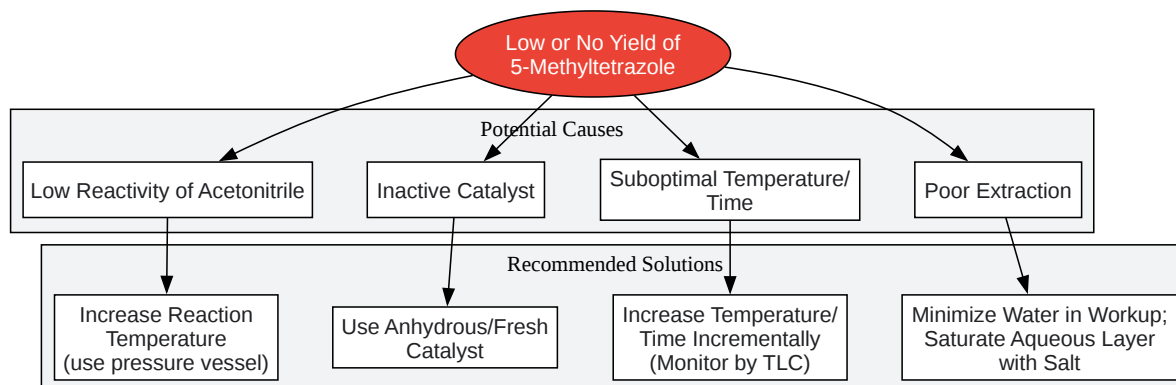 Low or No Yield of
5-Methyltetrazole
Potential Causes
Low Reactivity of Acetonitrile
Inactive Catalyst
Suboptimal Temperature/
Time
Poor Extraction
Recommended Solutions
Increase Reaction
Temperature
(use pressure vessel)
Use Anhydrous/Fresh
Catalyst
Increase Temperature/
Time Incrementally
(Monitor by TLC)
Minimize Water in Workup;
Saturate Aqueous Layer
with Salt